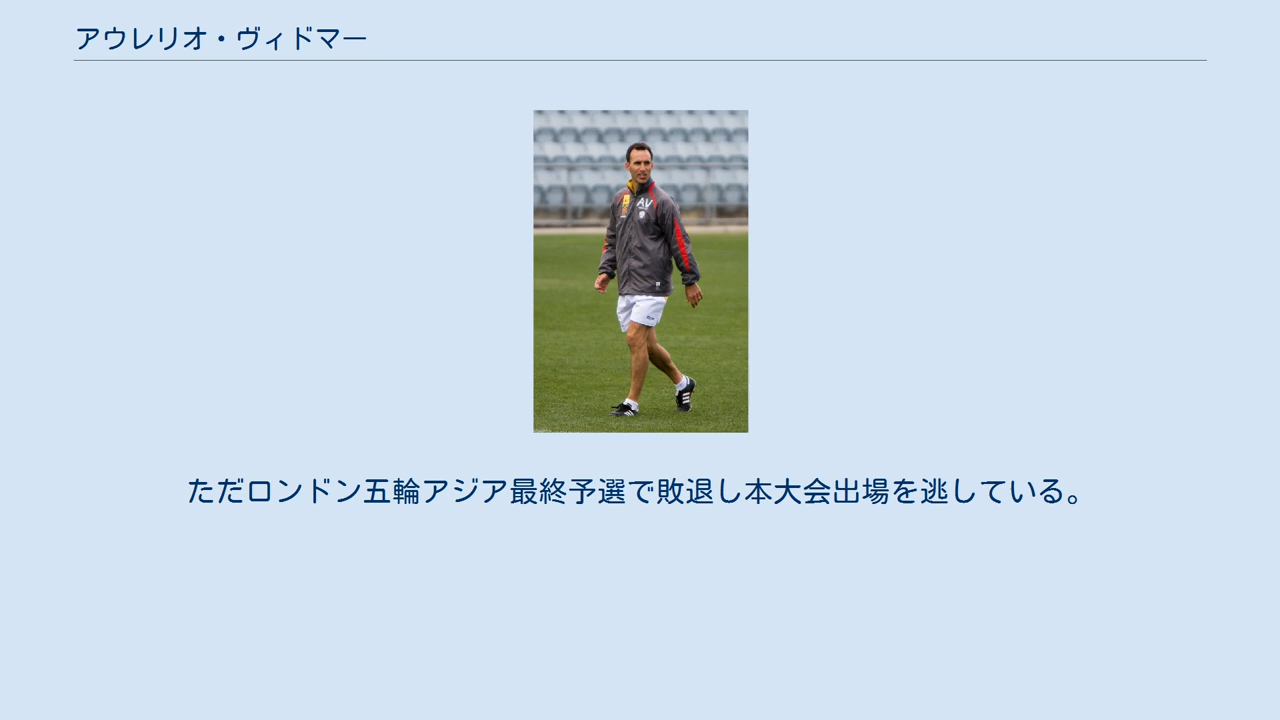 アウレリオ・ヴィドマー
AV
ただロンドン五輪アジア最終予選で敗退し本大会出場を逃している。